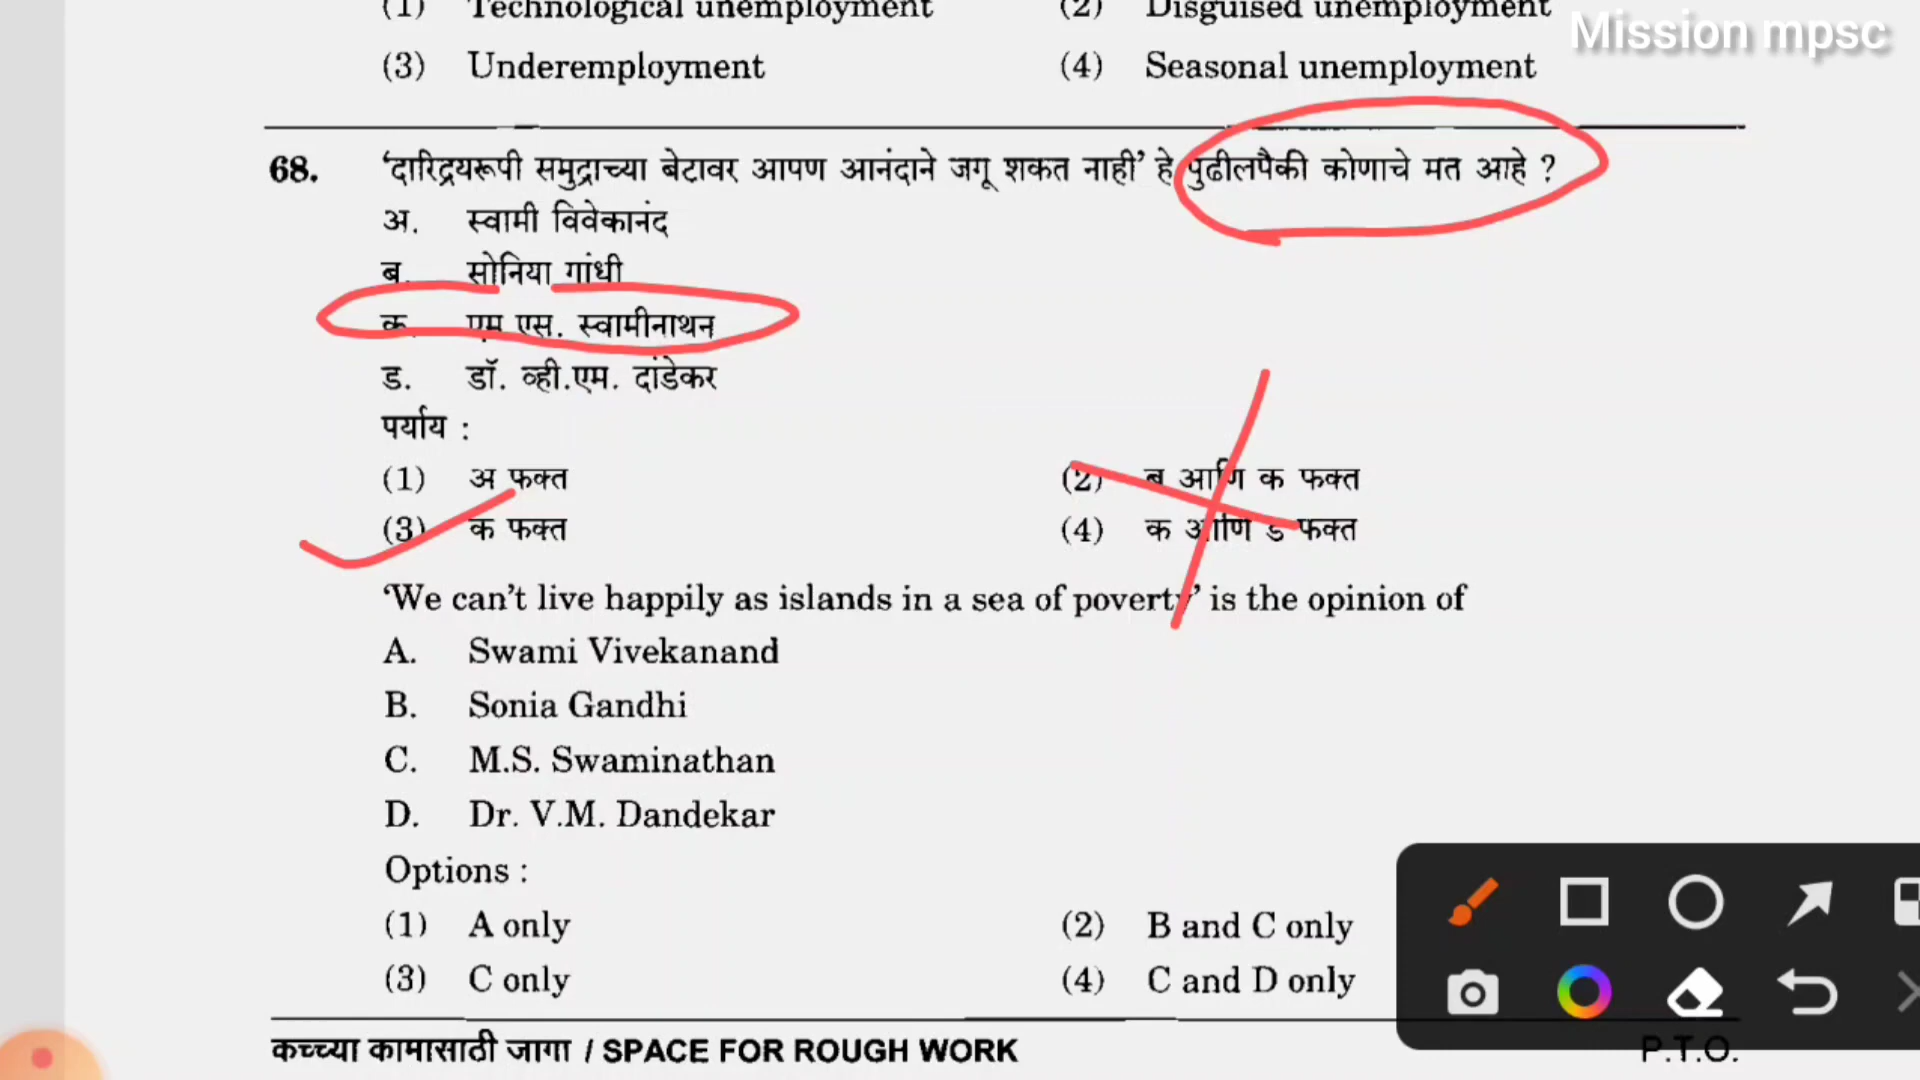 (1) Technological unemployment (2) Disguised unemployment
Mission mpsc
(3) Underemployment (4) Seasonal unemployment
68. ‘दारिद्र्यरूपी समुद्राच्या बेटावर आपण आनंदाने जगू शकत नाही’ हे पुढीलपैकी कोणाचे मत आहे ?
अ. स्वामी विवेकानंद
ब. सोनिया गांधी
क. एम एस. स्वामीनाथन
ड. डॉ. व्ही.एम. दांडेकर
पर्याय :
(1) अ फक्त (2) ब आणि क फक्त
(3) क फक्त (4) क आणि ड फक्त
‘We can’t live happily as islands in a sea of poverty’ is the opinion of
A. Swami Vivekanand
B. Sonia Gandhi
C. M.S. Swaminathan
D. Dr. V.M. Dandekar
Options :
(1) A only (2) B and C only
(3) C only (4) C and D only
कच्च्या कामासाठी जागा / SPACE FOR ROUGH WORK P.T.O.